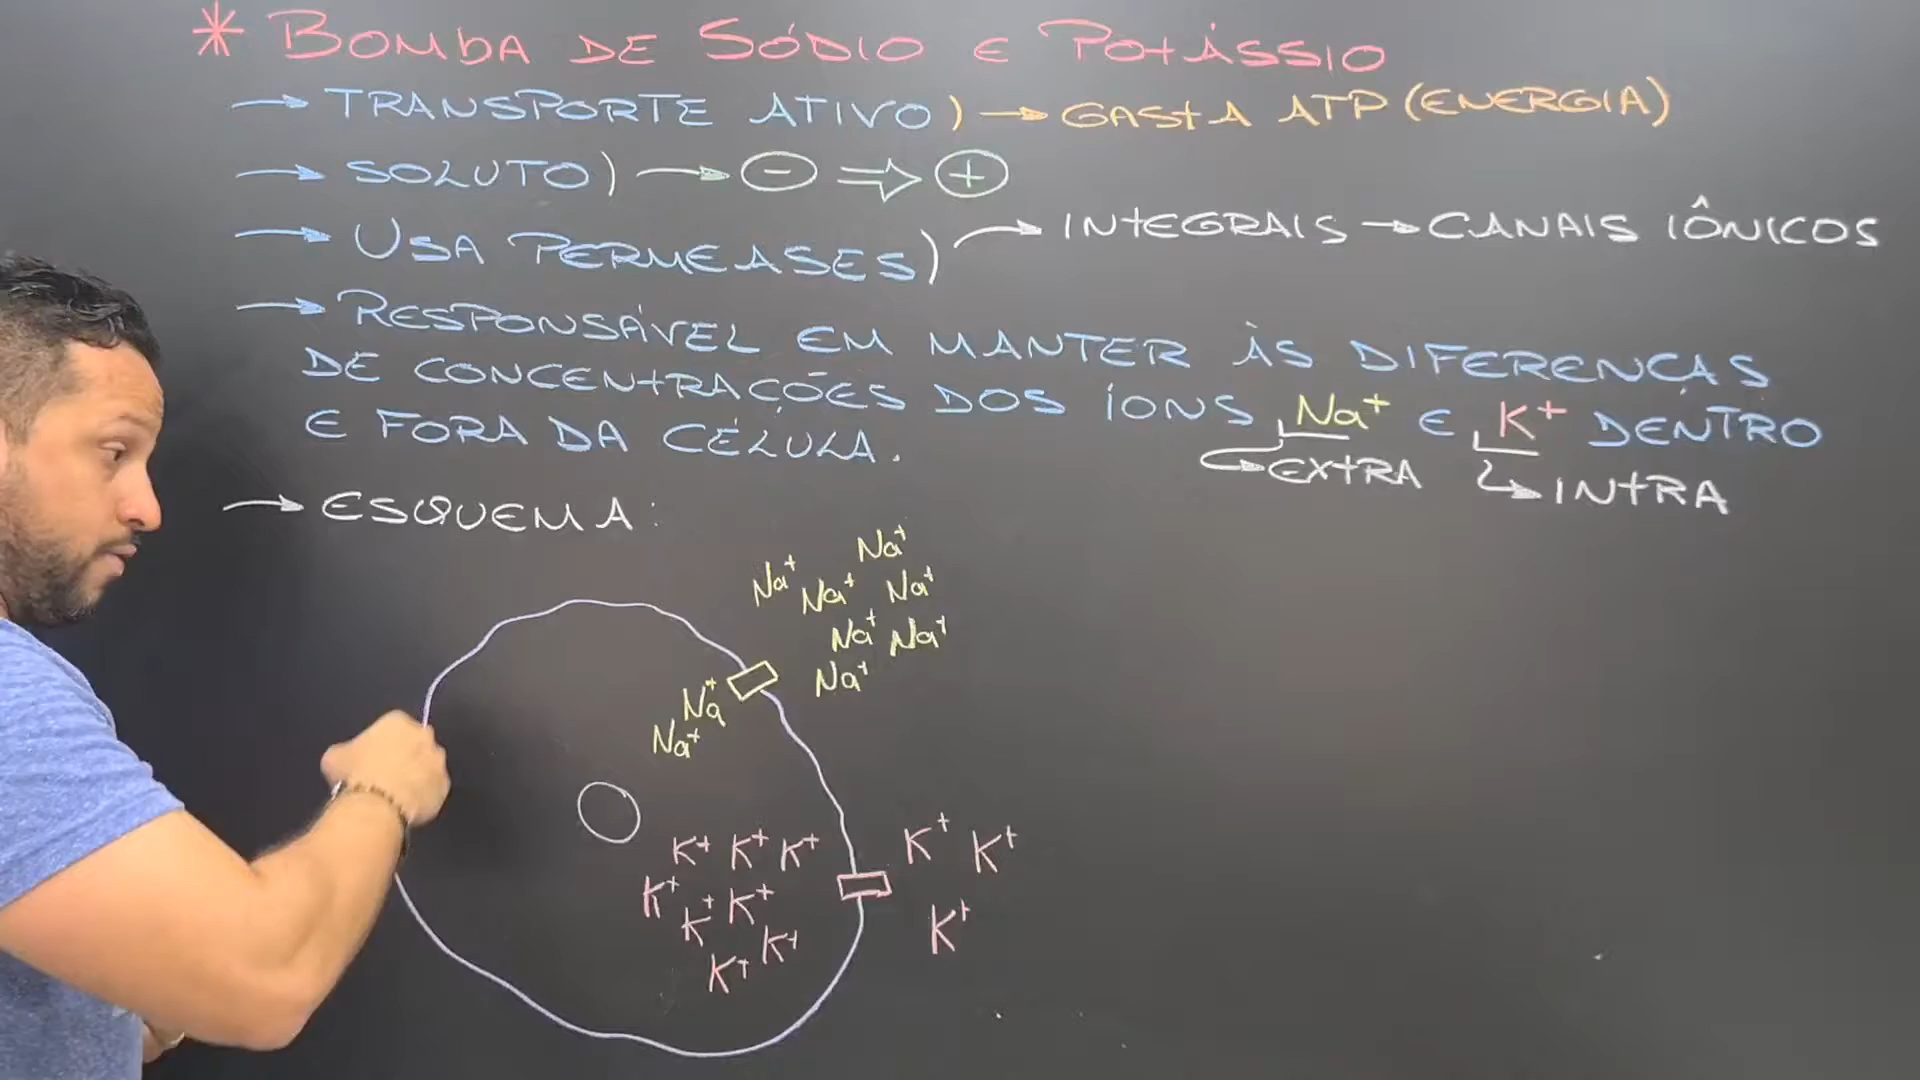 * BOMBA DE SÓDIO E POTÁSSIO
→ TRANSPORTE ATIVO) → GASTA ATP (ENERGIA)
→ SOLUTO) → - ⇒ +
→ USA PERMEASES) → INTEGRAIS → CANAIS IÔNICOS
→ RESPONSÁVEL EM MANTER ÀS DIFERENÇAS
DE CONCENTRAÇÕES DOS ÍONS Na+ E K+ DENTRO
E FORA DA CÉLULA.
→ EXTRA → INTRA
→ ESQUEMA:
Na+
Na+ Na+ Na+
Na+ Na+
Na+
Na+
Na+
K+ K+ K+ K+ K+
K+ K+ K+
K+
K+ K+